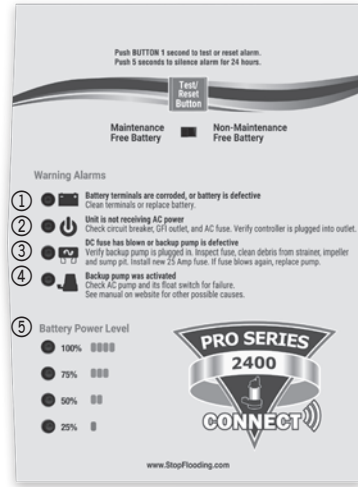 Push BUTTON 1 second to test or reset alarm.
Push 5 seconds to silence alarm for 24 hours.
Test/
Reset
Button
Maintenance
Free Battery
Non-Maintenance
Free Battery
Warning Alarms
① Battery terminals are corroded, or battery is defective
Clean terminals or replace battery.
② Unit is not receiving AC power
Check circuit breaker, GFI outlet, and AC fuse. Verify controller is plugged into outlet.
③ DC fuse has blown or backup pump is defective
Verify backup pump is plugged in. Inspect fuse, clean debris from strainer, impeller
and sump pit. Install new 25 Amp fuse. If fuse blows again, replace pump.
④ Backup pump was activated
Check AC pump and its float switch for failure.
See manual on website for other possible causes.
⑤ Battery Power Level
100%
75%
50%
25%
PRO SERIES
2400
CONNECT
www.StopFlooding.com